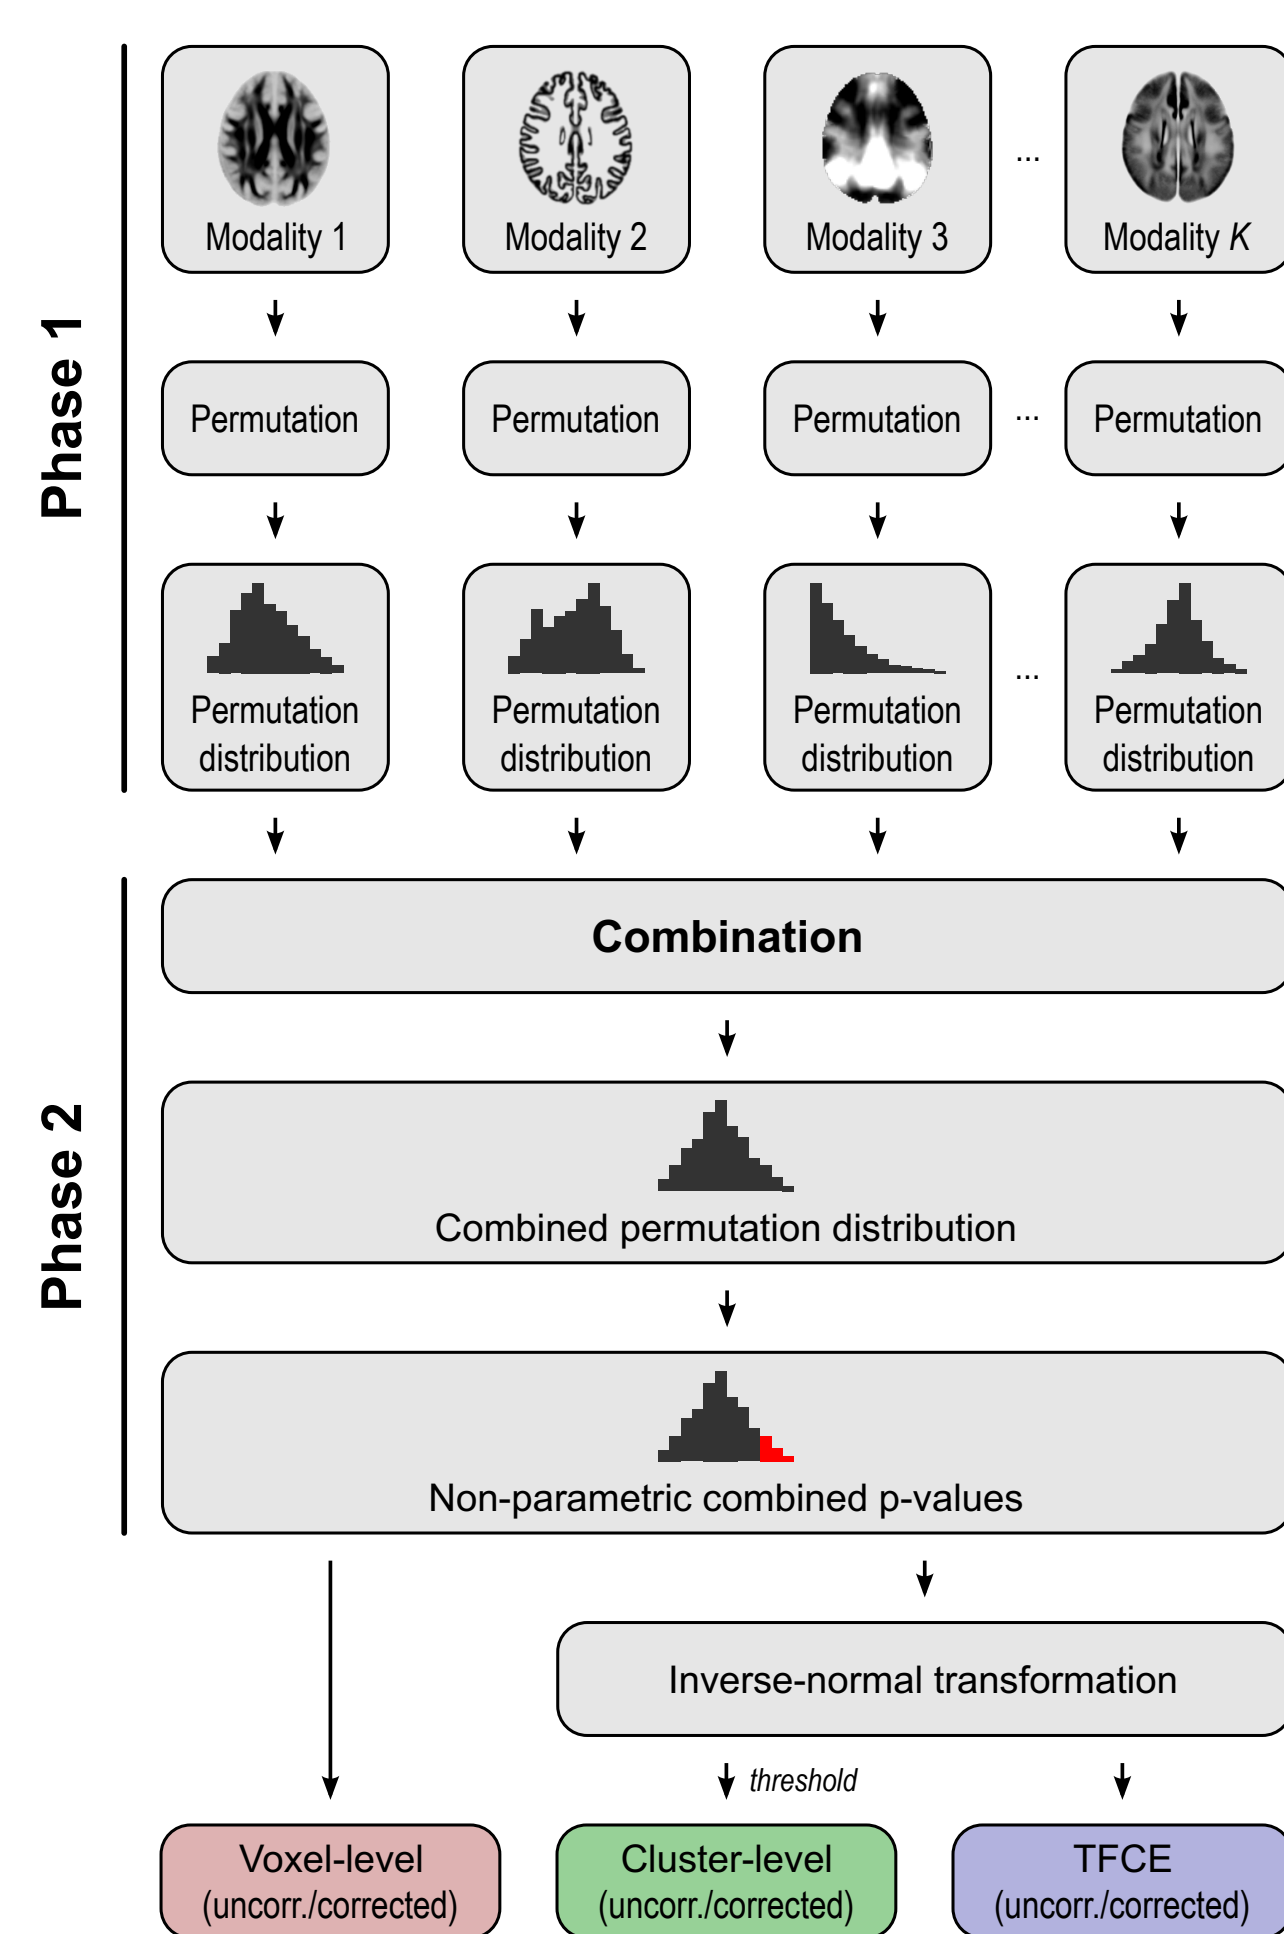 Phase 1
Modality 1
Modality 2
Modality 3
...
Modality K
Permutation
Permutation
Permutation
...
Permutation
Permutation
distribution
Permutation
distribution
Permutation
distribution
...
Permutation
distribution
Phase 2
Combination
Combined permutation distribution
Non-parametric combined p-values
Inverse-normal transformation
threshold
Voxel-level
(uncorr./corrected)
Cluster-level
(uncorr./corrected)
TFCE
(uncorr./corrected)